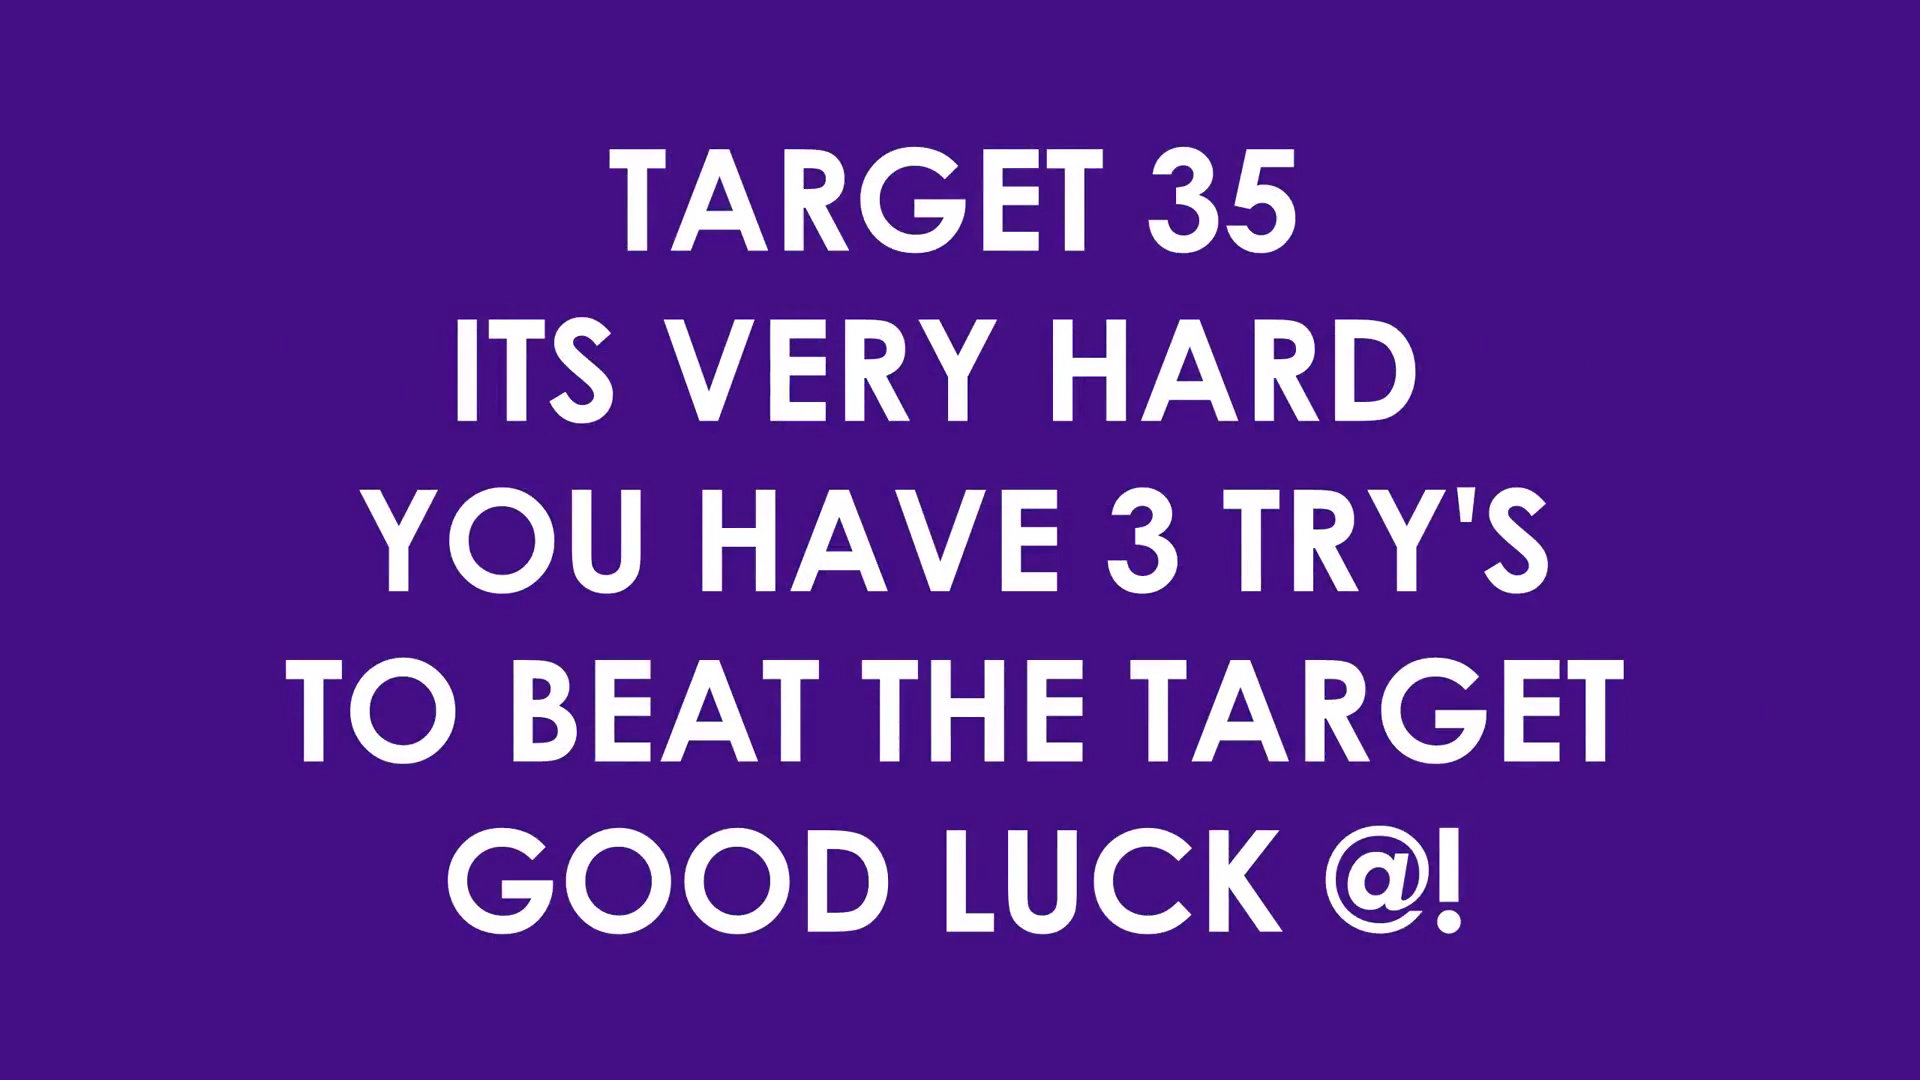 TARGET 35
ITS VERY HARD
YOU HAVE 3 TRY'S
TO BEAT THE TARGET
GOOD LUCK @!